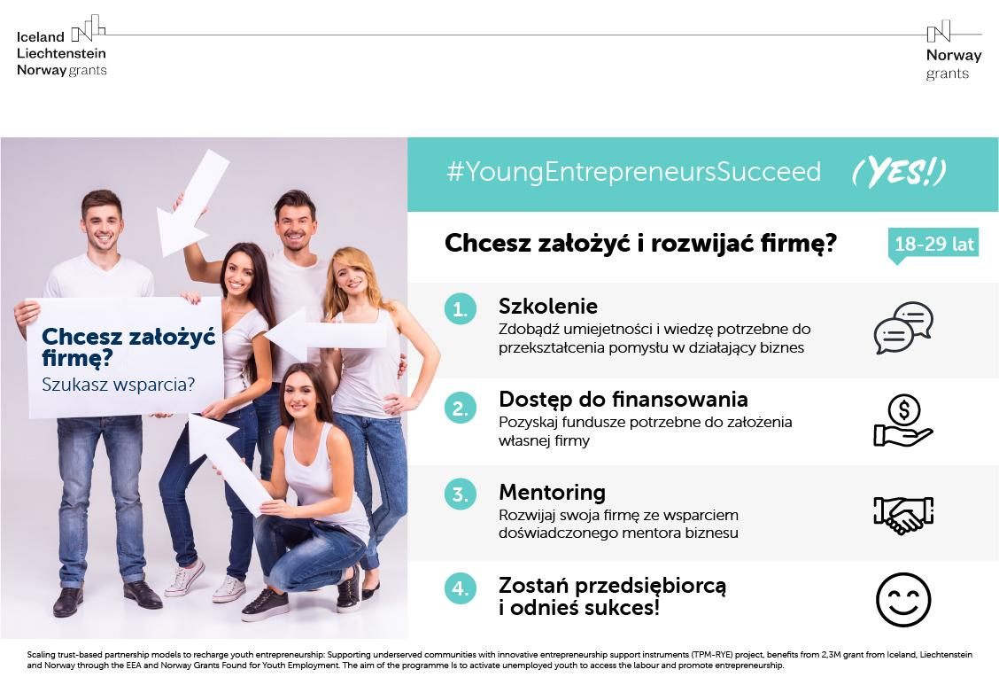 Iceland
Liechtenstein
Norway grants
Norway
grants
#YoungEntrepreneursSucceed (YES!)
Chcesz założyć i rozwijać firmę?
18-29 lat
Chcesz założyć
firmę?
Szukasz wsparcia?
1.
Szkolenie
Zdobądź umiejetności i wiedzę potrzebne do
przekształcenia pomysłu w działający biznes
2.
Dostęp do finansowania
Pozyskaj fundusze potrzebne do założenia
własnej firmy
3.
Mentoring
Rozwijaj swoja firmę ze wsparciem
doświadczonego mentora biznesu
4.
Zostań przedsiębiorcą
i odnieś sukces!
Scaling trust-based partnership models to recharge youth entrepreneurship: Supporting underserved communities with innovative entrepreneurship support instruments (TPM-RYE) project, benefits from 2,3M grant from Iceland, Liechtenstein
and Norway through the EEA and Norway Grants Found for Youth Employment. The aim of the programme Is to activate unemployed youth to access the labour and promote entrepreneurship.